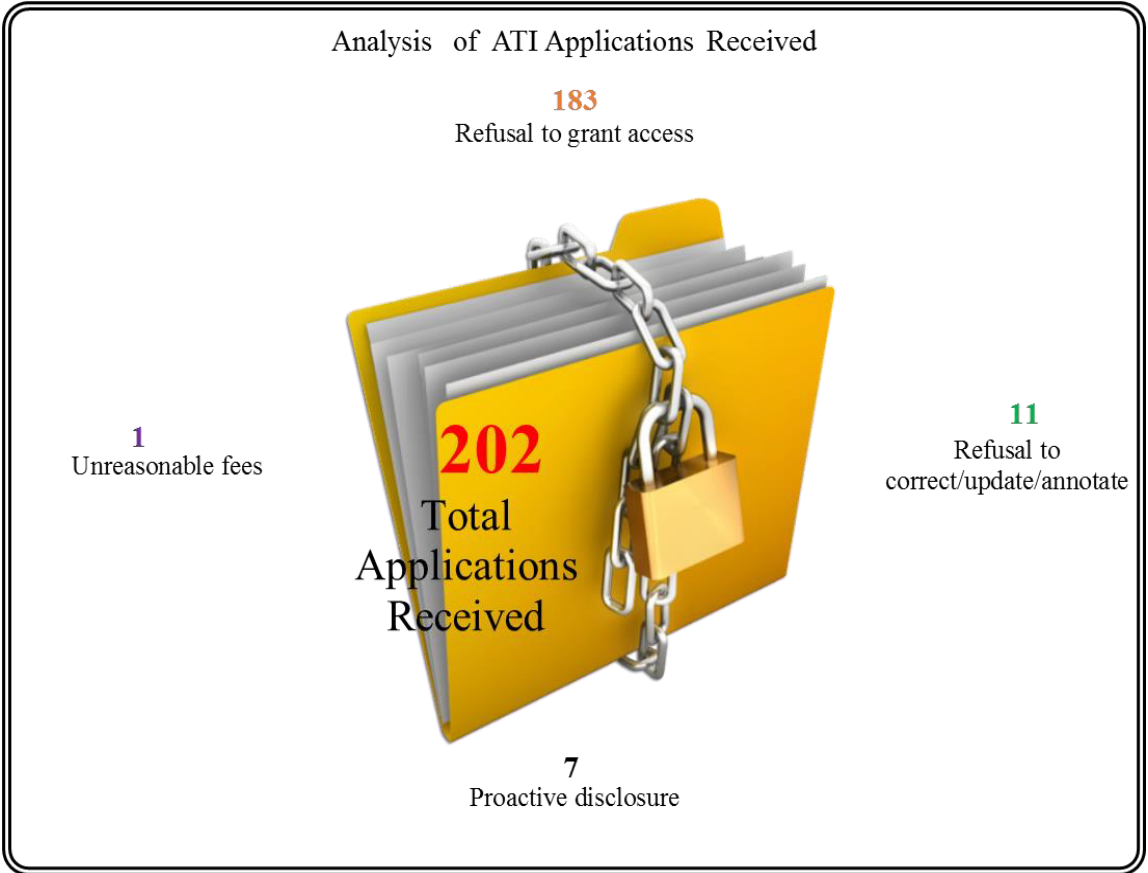 Analysis of ATI Applications Received
183
Refusal to grant access
1
Unreasonable fees
202
Total
Applications
Received
11
Refusal to
correct/update/annotate
7
Proactive disclosure